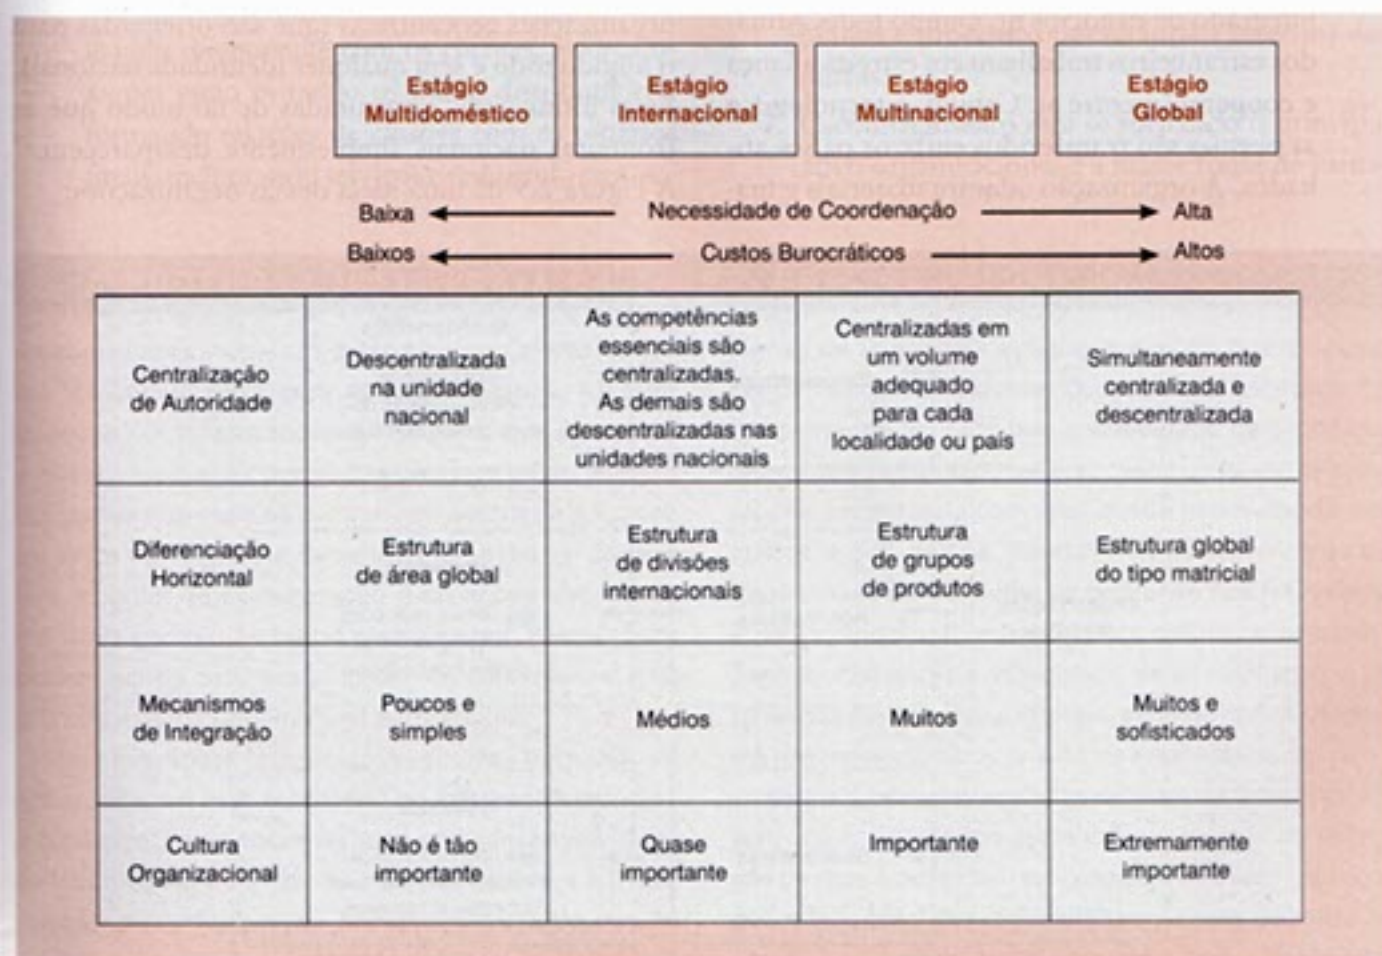 Estágio
Multidoméstico
Estágio
Internacional
Estágio
Multinacional
Estágio
Global
Baixa Necessidade de Coordenação Alta
Baixos Custos Burocráticos Altos
Centralização
de Autoridade
Descentralizada
na unidade
nacional
As competências
essenciais são
centralizadas.
As demais são
descentralizadas nas
unidades nacionais
Centralizadas em
um volume
adequado
para cada
localidade ou país
Simultaneamente
centralizada e
descentralizada
Diferenciação
Horizontal
Estrutura
de área global
Estrutura
de divisões
internacionais
Estrutura
de grupos
de produtos
Estrutura global
do tipo matricial
Mecanismos
de Integração
Poucos e
simples
Médios
Muitos
Muitos e
sofisticados
Cultura
Organizacional
Não é tão
importante
Quase
importante
Importante
Extremamente
importante